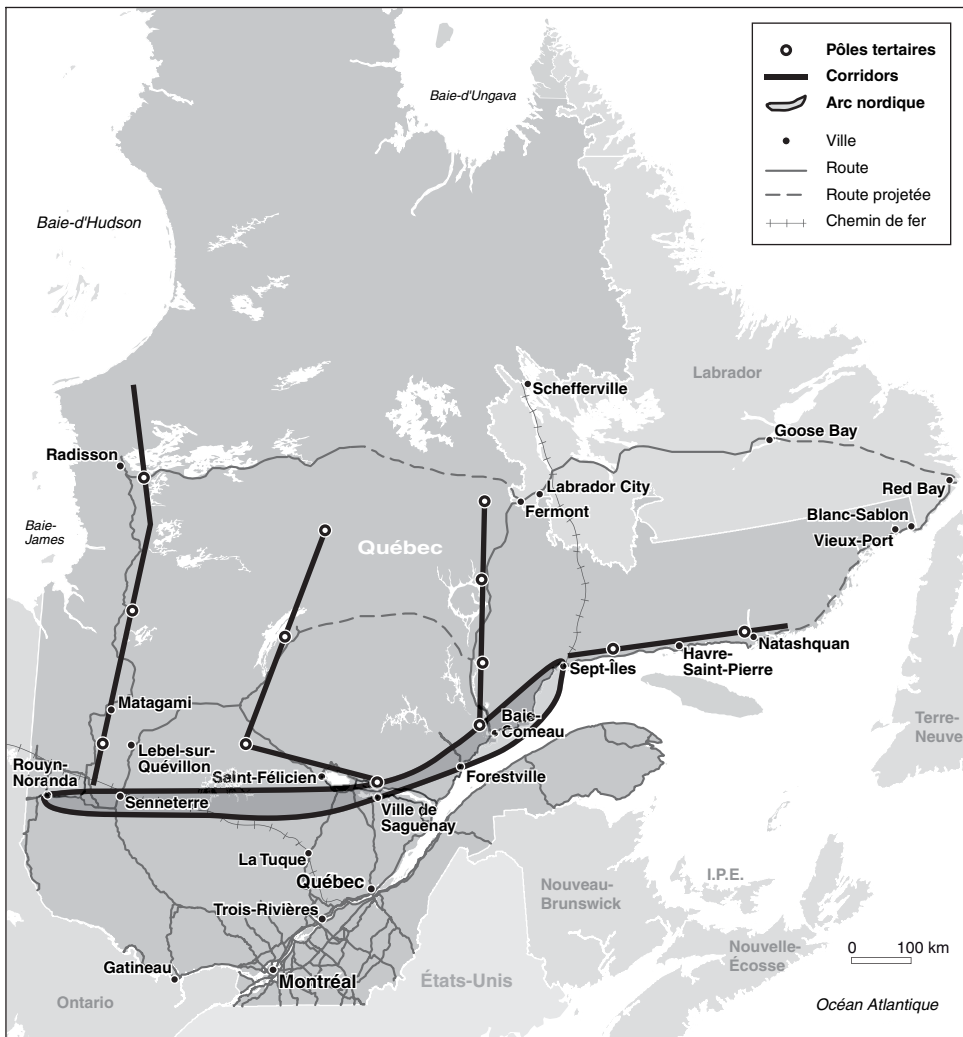 Pôles tertaires
Corridors
Arc nordique
Ville
Route
Route projetée
Chemin de fer
Baie-d'Ungava
Baie-d'Hudson
Schefferville
Labrador
Goose Bay
Radisson
Labrador City
Red Bay
Fermont
Blanc-Sablon
Baie-
James
Vieux-Port
Québec
Natashquan
Havre-
Saint-Pierre
Sept-Îles
Matagami
Baie-
Comeau
Terre-
Neuve
Lebel-sur-
Quévillon
Rouyn-
Noranda
Saint-Félicien
Forestville
Senneterre
Ville de
Saguenay
La Tuque
Québec
I.P.E.
Nouveau-
Brunswick
Trois-Rivières
Nouvelle-
Écosse
0 100 km
Gatineau
Montréal
États-Unis
Ontario
Océan Atlantique